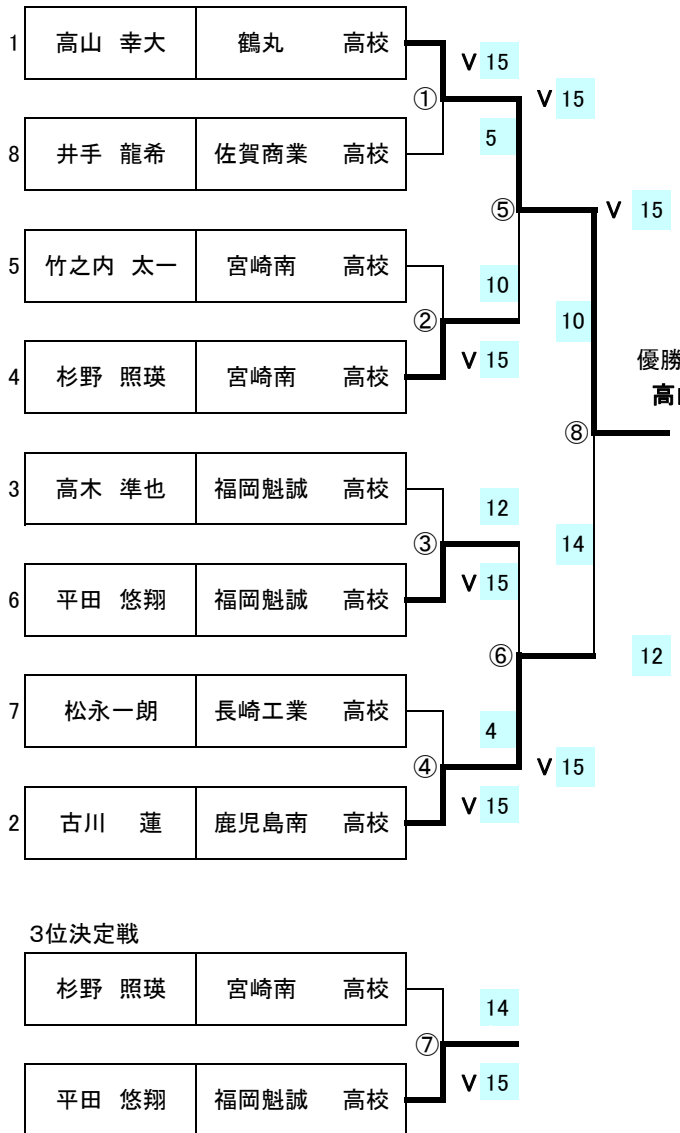 1 高山 幸大 鶴丸 高校
V 15
① V 15
8 井手 龍希 佐賀商業 高校
5
⑤ V 15
5 竹之内 太一 宮崎南 高校
10
② 10
4 杉野 照瑛 宮崎南 高校
V 15
優勝
高
⑧
3 高木 準也 福岡魁誠 高校
12
③ 14
6 平田 悠翔 福岡魁誠 高校
V 15
⑥ 12
7 松永一朗 長崎工業 高校
4
④ V 15
2 古川 蓮 鹿児島南 高校
V 15
3位決定戦
杉野 照瑛 宮崎南 高校
14
⑦
平田 悠翔 福岡魁誠 高校
V 15